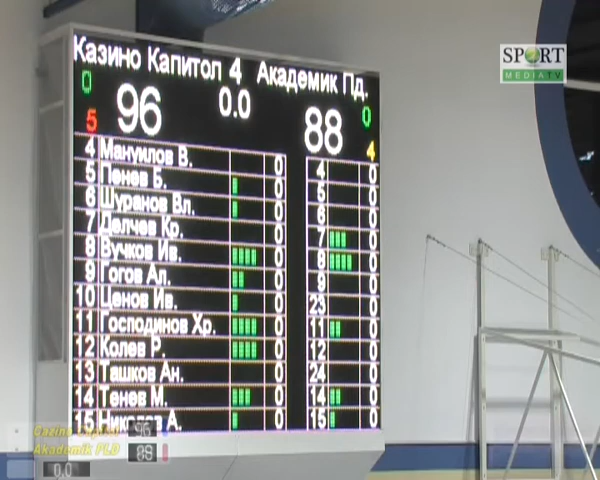 Казино Капитол 4 Академик Пд.
0 96 0.0 88 0
5 4
4 Мануилов В. 0 4 0
5 Пенев Б. 0 5 0
6 Шуранов Вл. 0 6 0
7 Делчев Кр. 0 7 0
8 Вучков Ив. 0 8 0
9 Гогов Ал. 0 9 0
10 Ценов Ив. 0 23 0
11 Господинов Хр. 0 11 0
12 Колев Р. 0 12 0
13 Ташков Ан. 0 24 0
14 Тенев М. 0 14 0
15 Николов А. 0 15 0
SPORT
MEDIATV
96
Akademik PLD 89
0.0